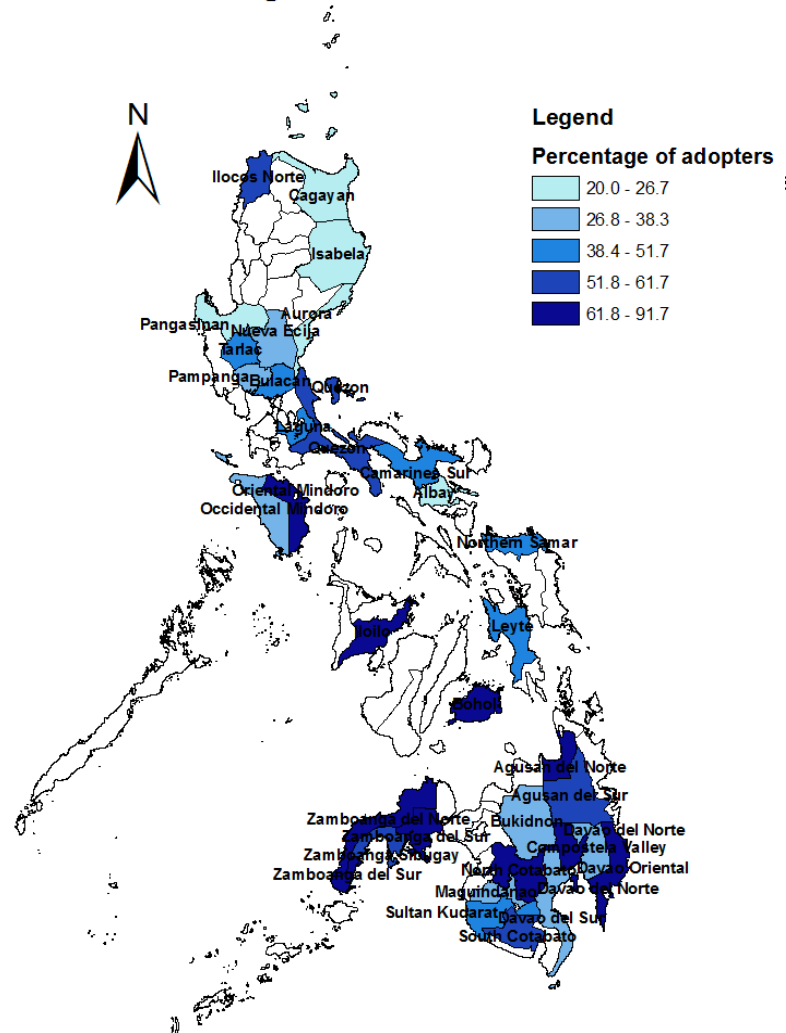 N
Legend
Percentage of adopters
20.0 - 26.7
26.8 - 38.3
38.4 - 51.7
51.8 - 61.7
61.8 - 91.7
Ilocos Norte
Cagayan
Isabela
Aurora
Pangasinan
Nueva Ecija
Tarlac
Pampanga
Bulacan
Quezon
Laguna
Quezon
Camarines Sur
Albay
Oriental Mindoro
Occidental Mindoro
Northern Samar
Iloilo
Leyte
Bohol
Agusan del Norte
Agusan del Sur
Zamboanga del Norte
Bukidnon
Davao del Norte
Zamboanga del Sur
Compostela Valley
Zamboanga Sibugay
North Cotabato
Davao Oriental
Zamboanga del Sur
Maguindanao
Davao del Norte
Sultan Kudarat
Davao del Sur
South Cotabato